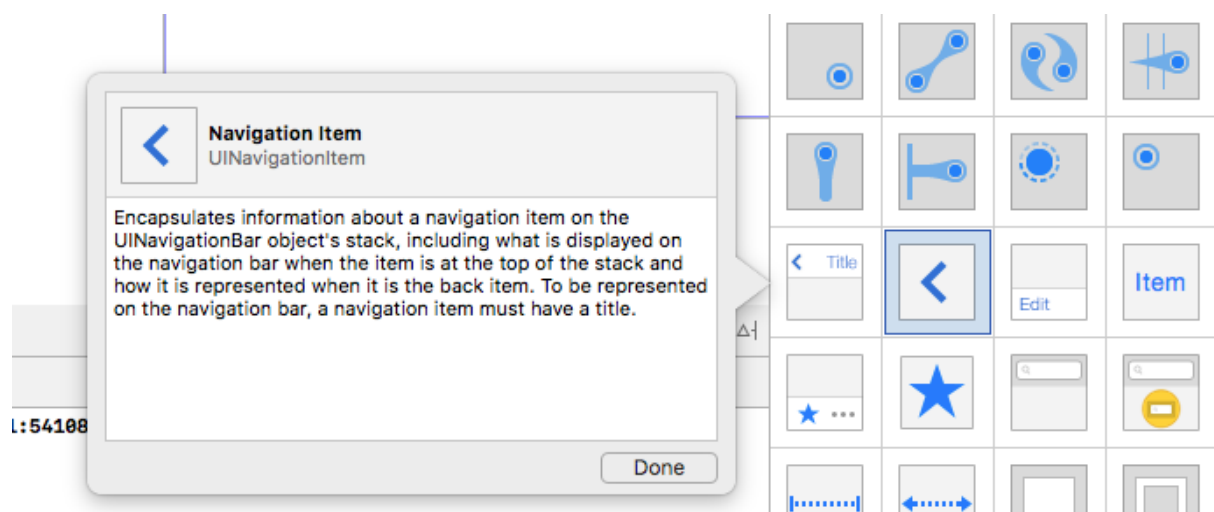 Navigation Item
UINavigationItem
Encapsulates information about a navigation item on the
UINavigationBar object's stack, including what is displayed on
the navigation bar when the item is at the top of the stack and
how it is represented when it is the back item. To be represented
on the navigation bar, a navigation item must have a title.
Done
Title
Edit
Item
1:54108